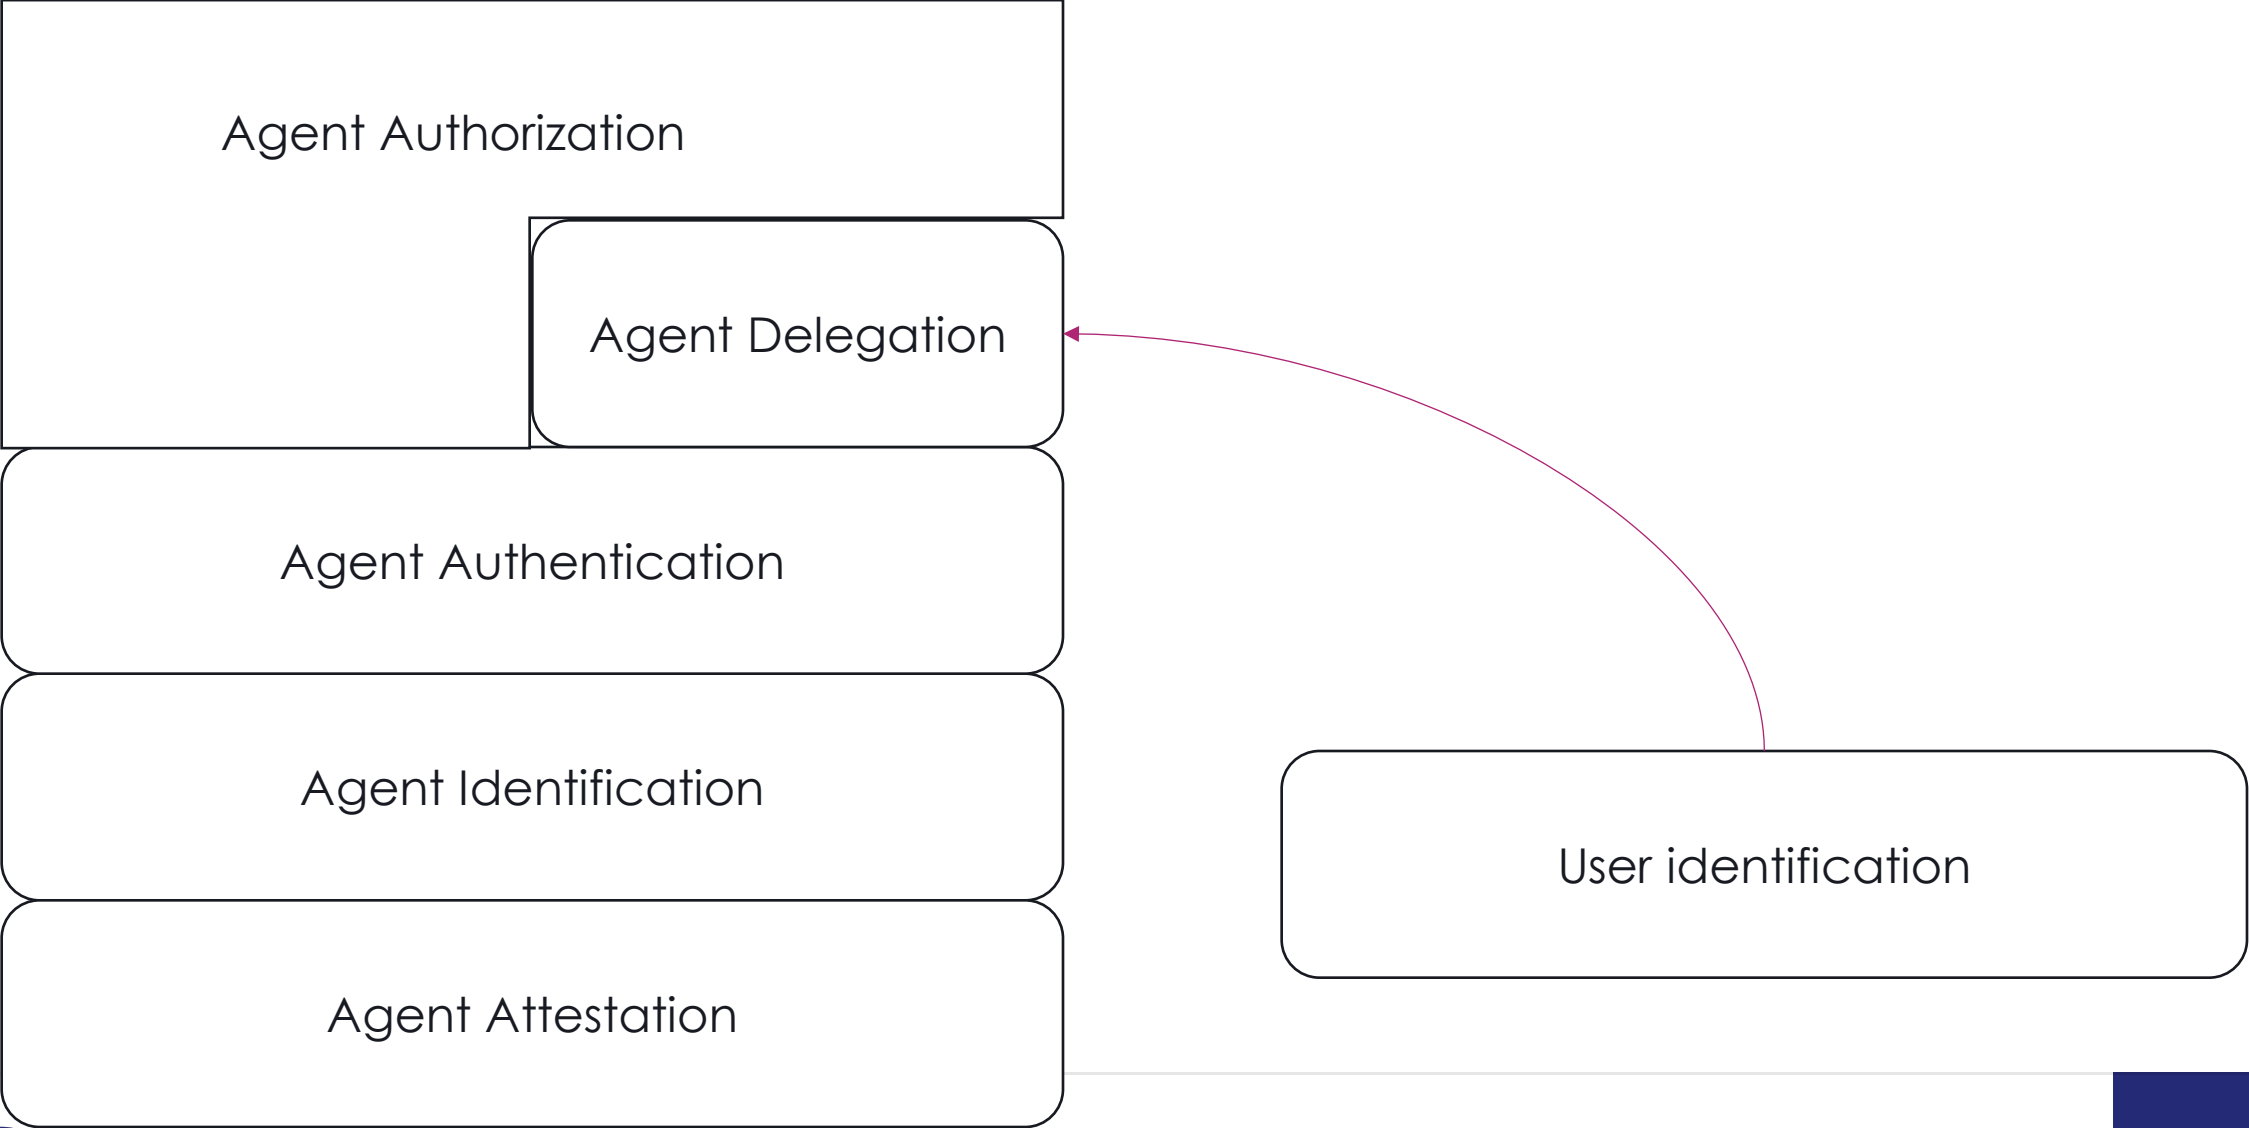 Agent Authorization
Agent Delegation
Agent Authentication
Agent Identification
User identification
Agent Attestation